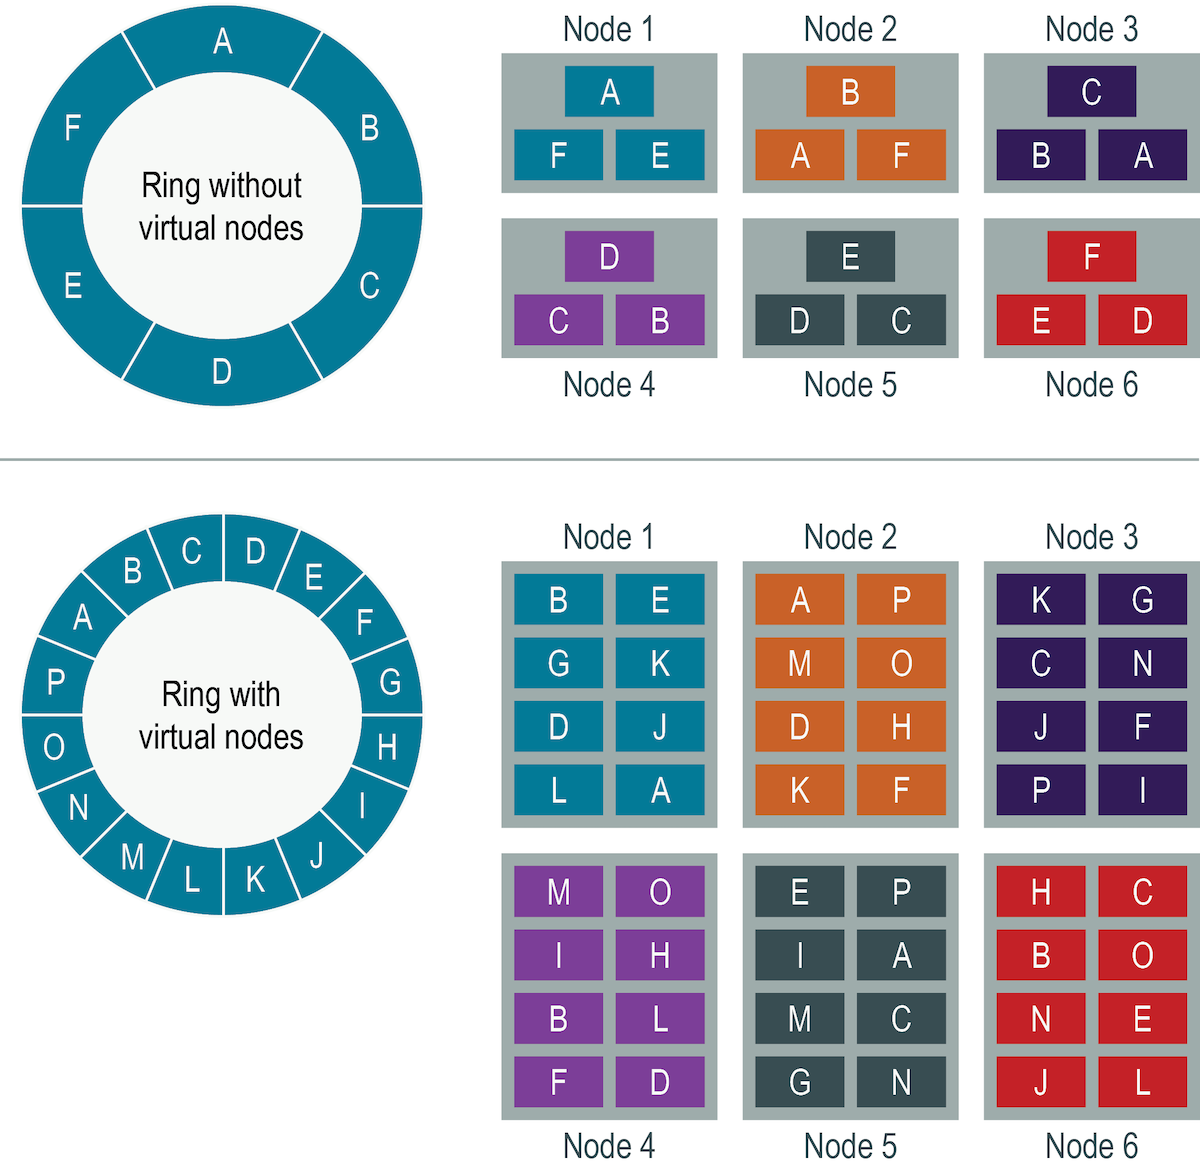 A
B
C
D
E
F
Ring without
virtual nodes
Node 1
Node 2
Node 3
A
B
C
F E
A F
B A
D
E
F
C B
D C
E D
Node 4
Node 5
Node 6
A
B
C
D
E
F
G
H
I
J
K
L
M
N
O
P
Ring with
virtual nodes
Node 1
Node 2
Node 3
B E
A P
K G
G K
M O
C N
D J
D H
J F
L A
K F
P I
M O
E P
H C
I H
I A
B O
B L
M C
N E
F D
G N
J L
Node 4
Node 5
Node 6